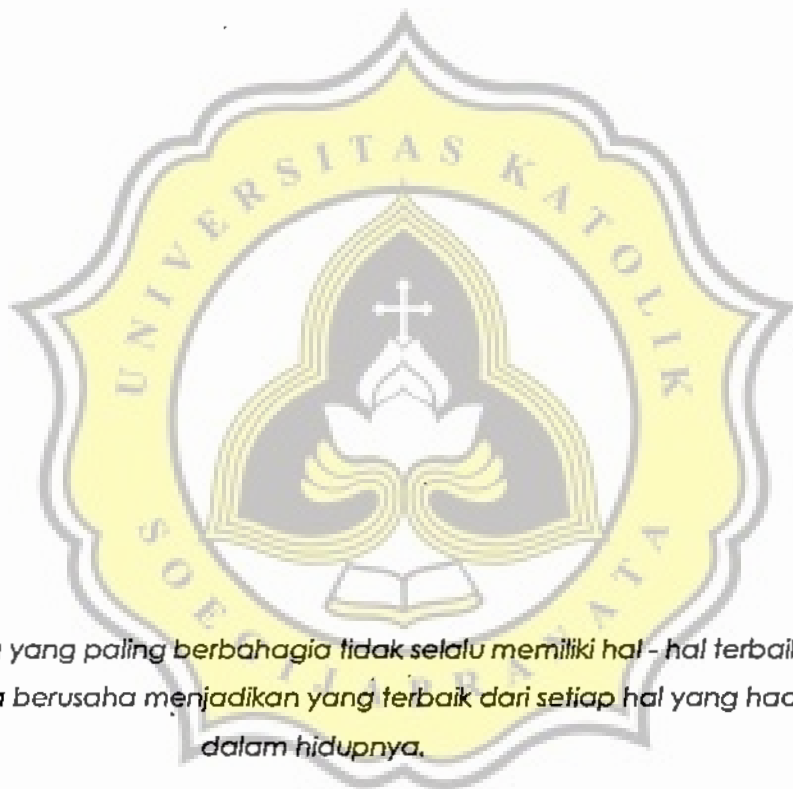 UNIVERSITAS KATOLIK
SOEGIJAPRANATA
yang paling berbahagia tidak selalu memiliki hal - hal terbaik
berusaha menjadikan yang terbaik dari setiap hal yang
dalam hidupnya.